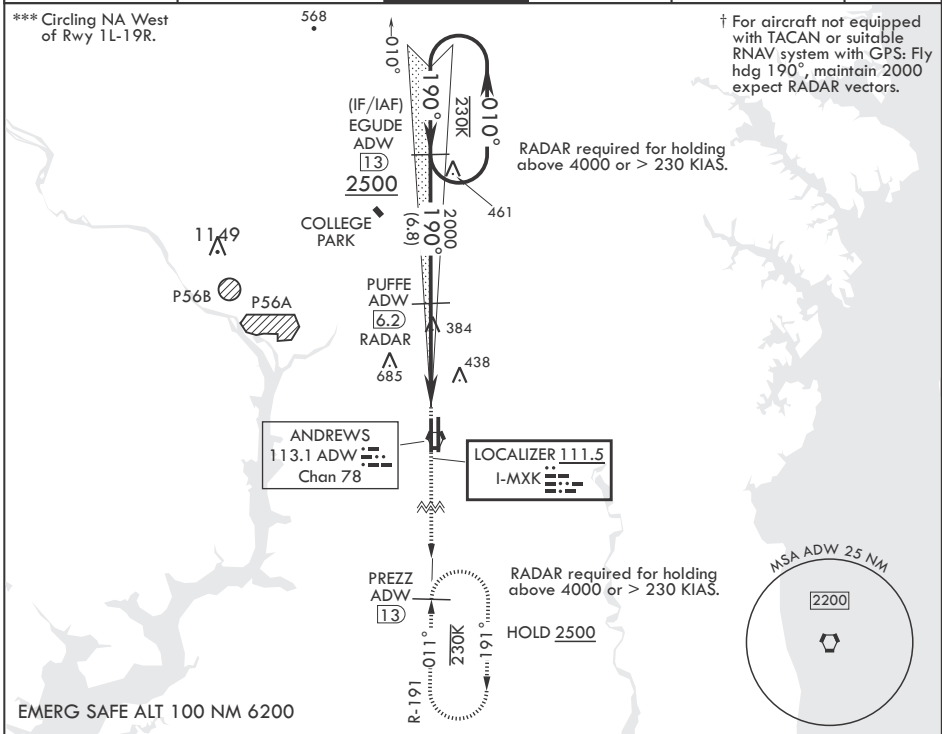 *** Circling NA West
of Rwy 1L-19R.
568
010°
† For aircraft not equipped
with TACAN or suitable
RNAV system with GPS: Fly
hdg 190°, maintain 2000
expect RADAR vectors.
190°
230K
010°
(IF/IAF)
EGUDE
ADW
13
2500
RADAR required for holding
above 4000 or > 230 KIAS.
461
COLLEGE
PARK
2000
190°
(6.8)
1149
P56B
P56A
PUFFE
ADW
6.2
RADAR
384
685
438
ANDREWS
113.1 ADW
Chan 78
LOCALIZER 111.5
I-MXK
PREZZ
ADW
13
RADAR required for holding
above 4000 or > 230 KIAS.
HOLD 2500
011°
230K
191°
R-191
MSA ADW 25 NM
2200
EMERG SAFE ALT 100 NM 6200